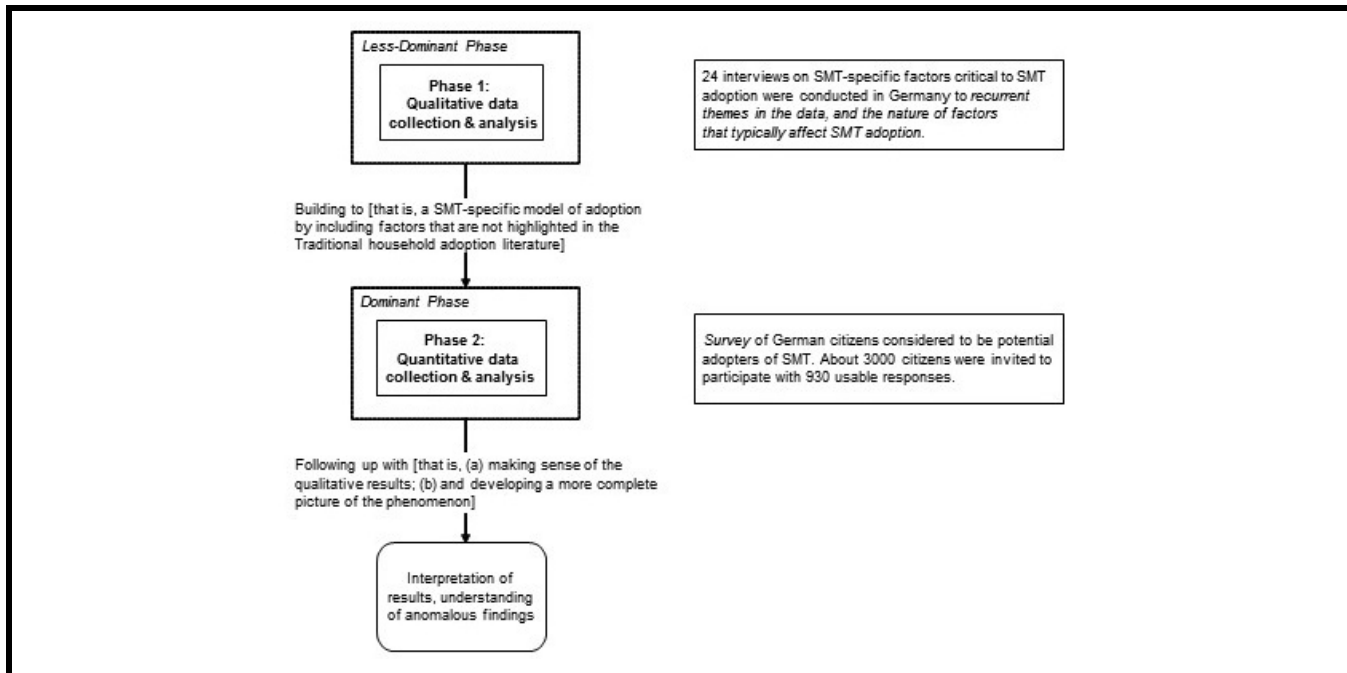 Less-Dominant Phase
Phase 1:
Qualitative data
collection & analysis
24 interviews on SMT-specific factors critical to SMT
adoption were conducted in Germany to recurrent
themes in the data, and the nature of factors
that typically affect SMT adoption.
Building to [that is, a SMT-specific model of adoption
by including factors that are not highlighted in the
Traditional household adoption literature]
Dominant Phase
Phase 2:
Quantitative data
collection & analysis
Survey of German citizens considered to be potential
adopters of SMT. About 3000 citizens were invited to
participate with 930 usable responses.
Following up with [that is, (a) making sense of the
qualitative results; (b) and developing a more complete
picture of the phenomenon]
Interpretation of
results, understanding
of anomalous findings